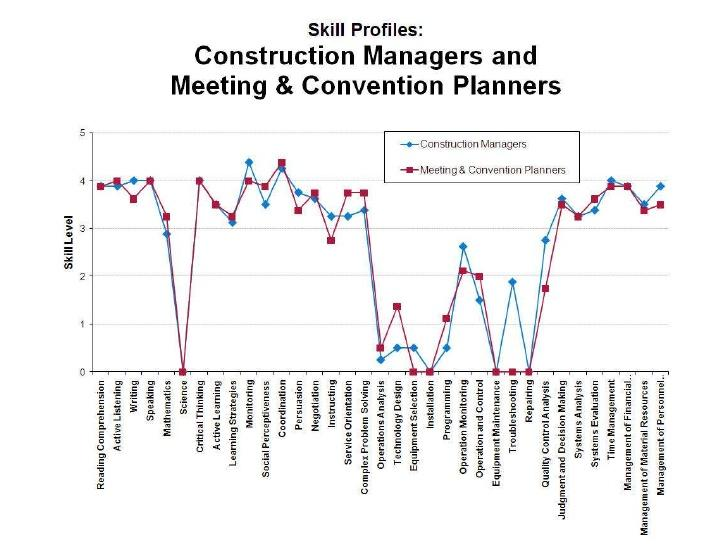 Skill Profiles:
Construction Managers and
Meeting & Convention Planners
5
4
3
2
1
0
Skill Level
Construction Managers
Meeting & Convention Planners
Reading Comprehension
Active Listening
Writing
Speaking
Mathematics
Science
Critical Thinking
Active Learning
Learning Strategies
Monitoring
Social Perceptiveness
Coordination
Persuasion
Negotiation
Instructing
Service Orientation
Complex Problem Solving
Operations Analysis
Technology Design
Equipment Selection
Installation
Programming
Operation Monitoring
Operation and Control
Equipment Maintenance
Troubleshooting
Repairing
Quality Control Analysis
Judgment and Decision Making
Systems Analysis
Systems Evaluation
Time Management
Management of Financial..
Management of Material Resources
Management of Personnel..